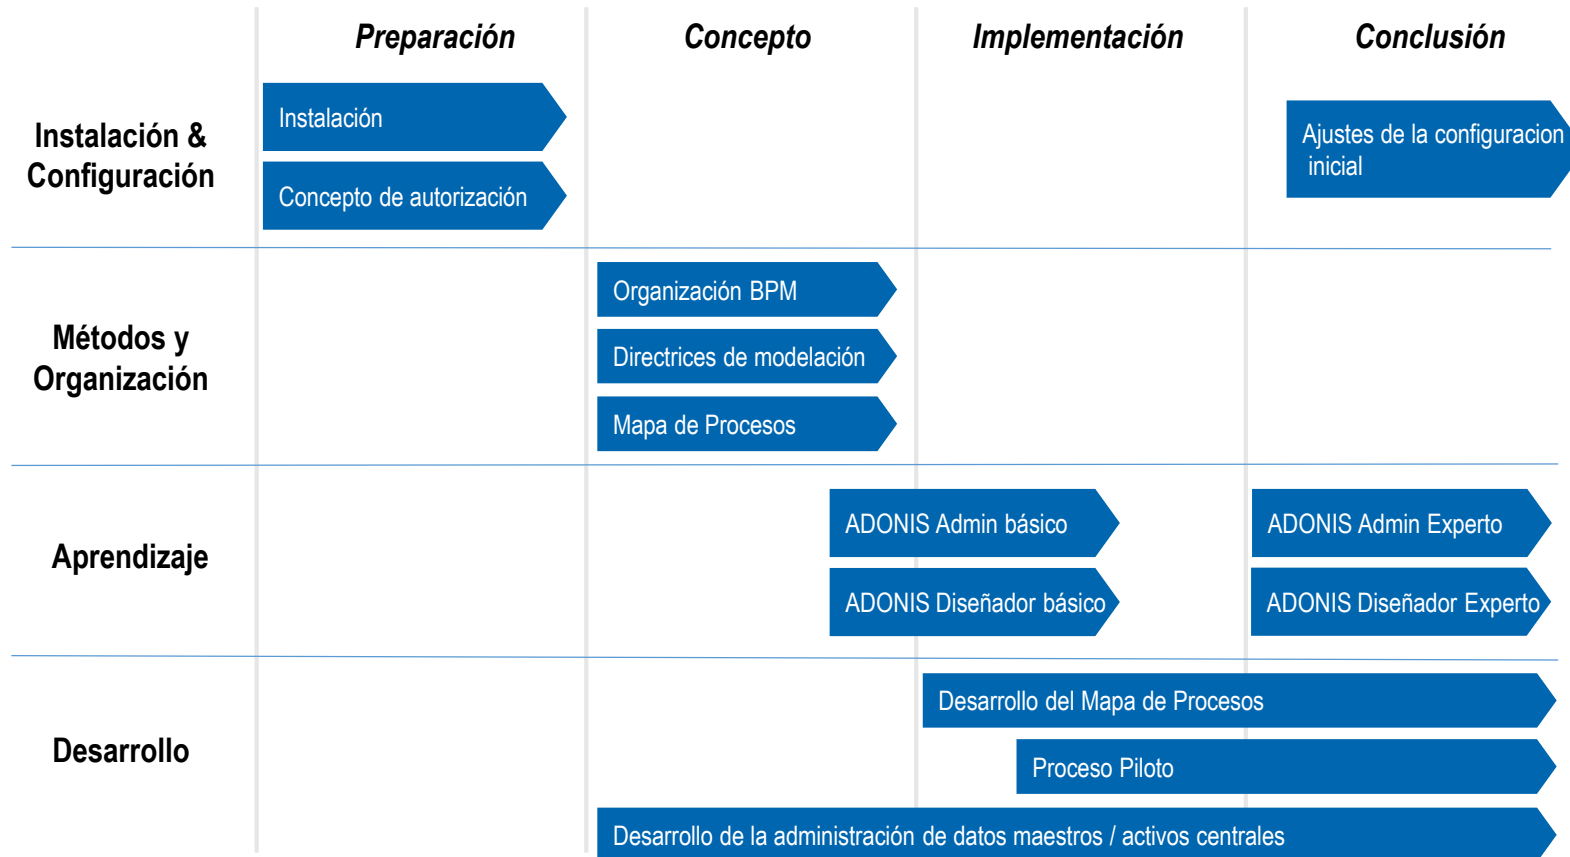 Preparación
Concepto
Implementación
Conclusión
Instalación &
Configuración
Instalación
Concepto de autorización
Ajustes de la configuracion
inicial
Métodos y
Organización
Organización BPM
Directrices de modelación
Mapa de Procesos
Aprendizaje
ADONIS Admin básico
ADONIS Diseñador básico
ADONIS Admin Experto
ADONIS Diseñador Experto
Desarrollo
Desarrollo del Mapa de Procesos
Proceso Piloto
Desarrollo de la administración de datos maestros / activos centrales